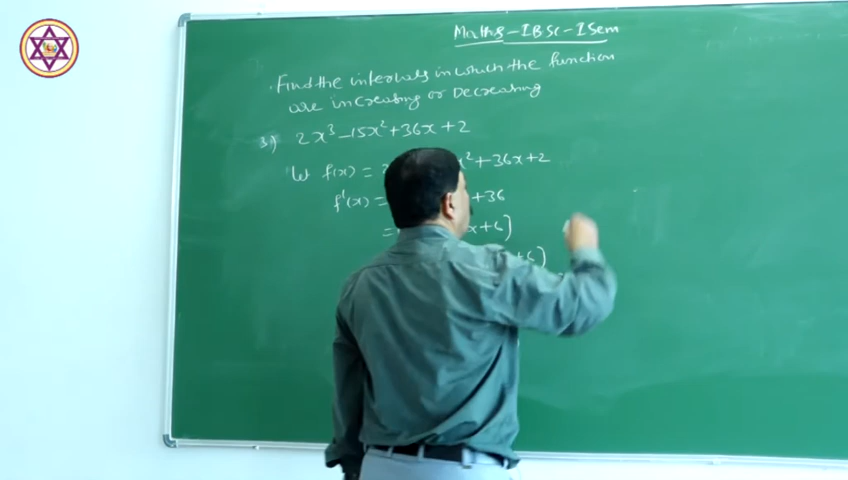 Maths - I BSc - I Sem
Find the intervals in which the function
are increasing or Decreasing
3) 2x³ - 15x² + 36x + 2
Let f(x) = x² + 36x + 2
f'(x) = + 36
= x + 6]
+ 6)